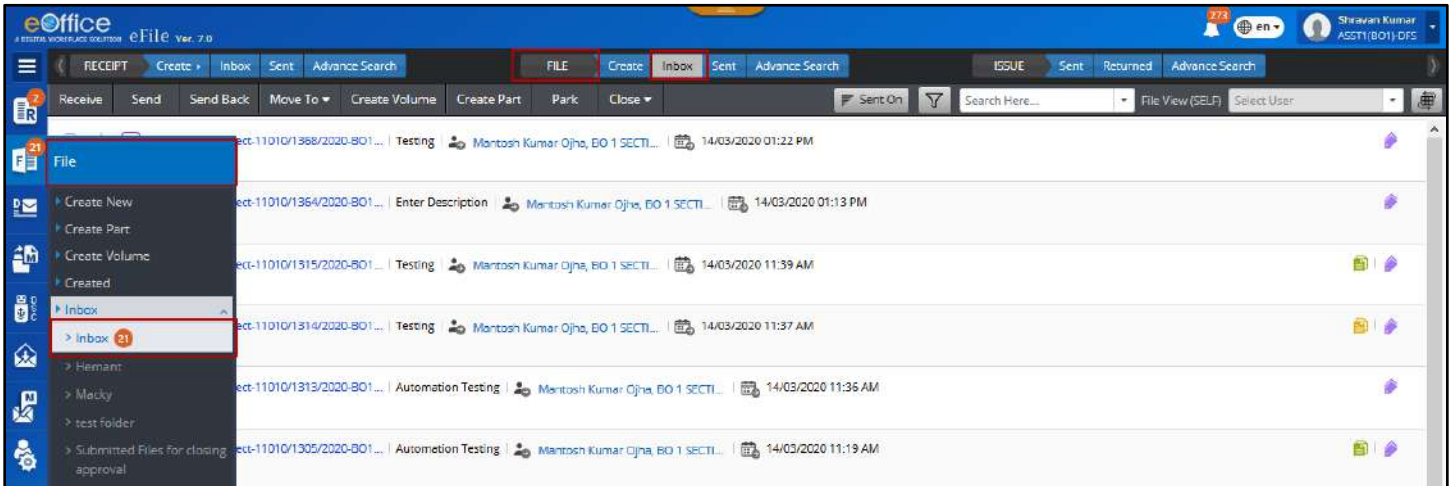 eOffice
A DIGITAL WORKPLACE SOLUTION eFile Ver. 7.0
273
en
Shravan Kumar
ASST1(BO1)-DFS
RECEIPT Create Inbox Sent Advance Search FILE Create Inbox Sent Advance Search ISSUE Sent Returned Advance Search
2
R
Receive Send Send Back Move To Create Volume Create Part Park Close Sent On Search Here... File View (SELF) Select User
21
F
File
ect-11010/1368/2020-BO1... Testing Mantosh Kumar Ojha, BO 1 SECTI... 14/03/2020 01:22 PM
D
Create New
ect-11010/1364/2020-BO1... Enter Description Mantosh Kumar Ojha, BO 1 SECTI... 14/03/2020 01:13 PM
Create Part
M
Create Volume
ect-11010/1315/2020-BO1... Testing Mantosh Kumar Ojha, BO 1 SECTI... 14/03/2020 11:39 AM
Created
DSC
Inbox
> Inbox 21
ect-11010/1314/2020-BO1... Testing Mantosh Kumar Ojha, BO 1 SECTI... 14/03/2020 11:37 AM
> Hemant
> Macky
ect-11010/1313/2020-BO1... Automation Testing Mantosh Kumar Ojha, BO 1 SECTI... 14/03/2020 11:36 AM
> test folder
> Submitted Files for closing
approval
ect-11010/1305/2020-BO1... Automation Testing Mantosh Kumar Ojha, BO 1 SECTI... 14/03/2020 11:19 AM